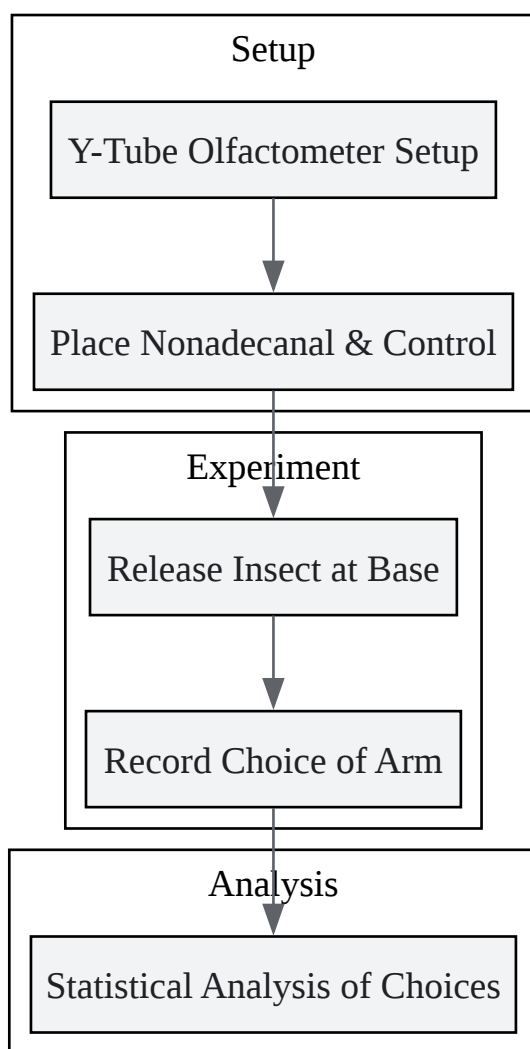 Setup
Y-Tube Olfactometer Setup
Place Nonadecanal & Control
Experiment
Release Insect at Base
Record Choice of Arm
Analysis
Statistical Analysis of Choices